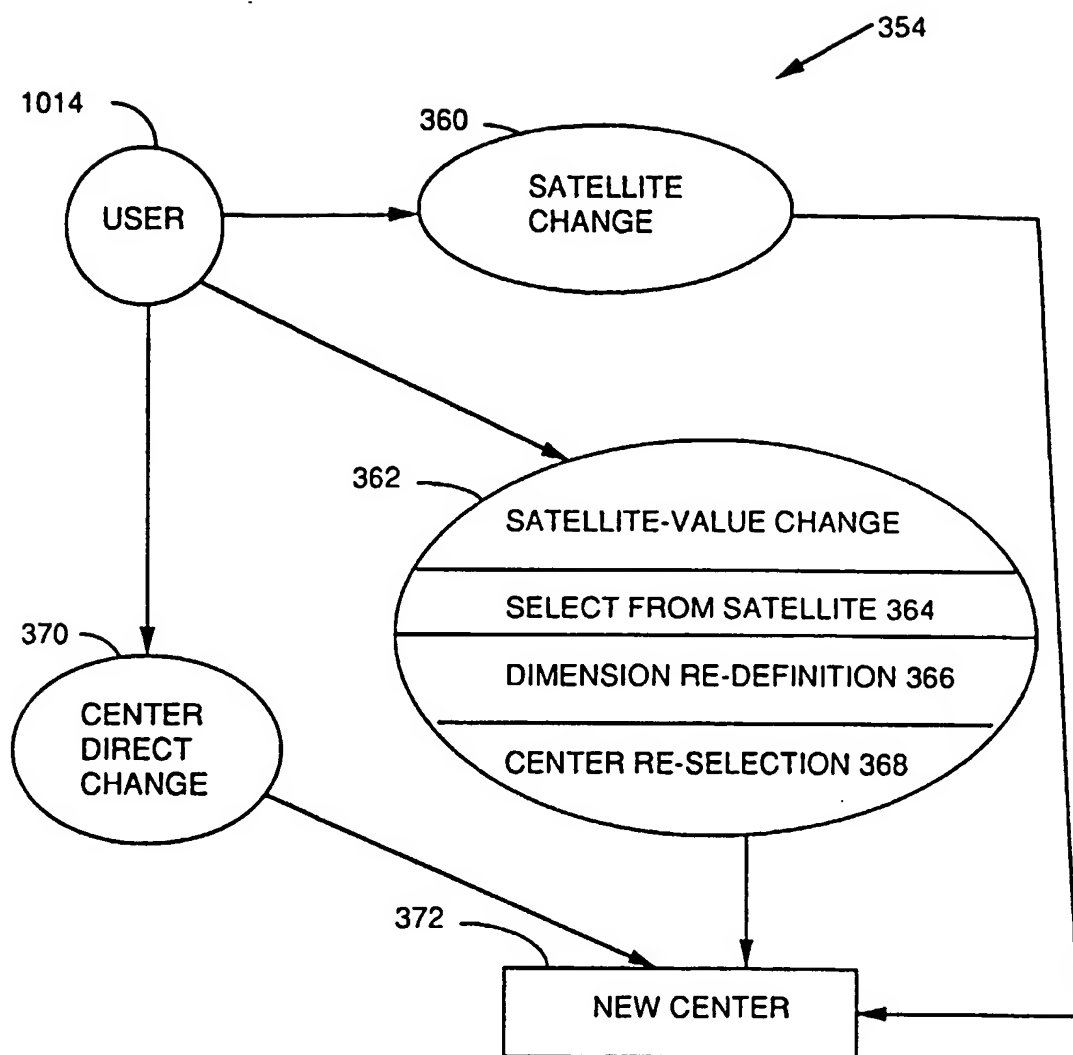 354
1014
360
USER
SATELLITE
CHANGE
362
SATELLITE-VALUE CHANGE
SELECT FROM SATELLITE 364
DIMENSION RE-DEFINITION 366
CENTER RE-SELECTION 368
370
CENTER
DIRECT
CHANGE
372
NEW CENTER